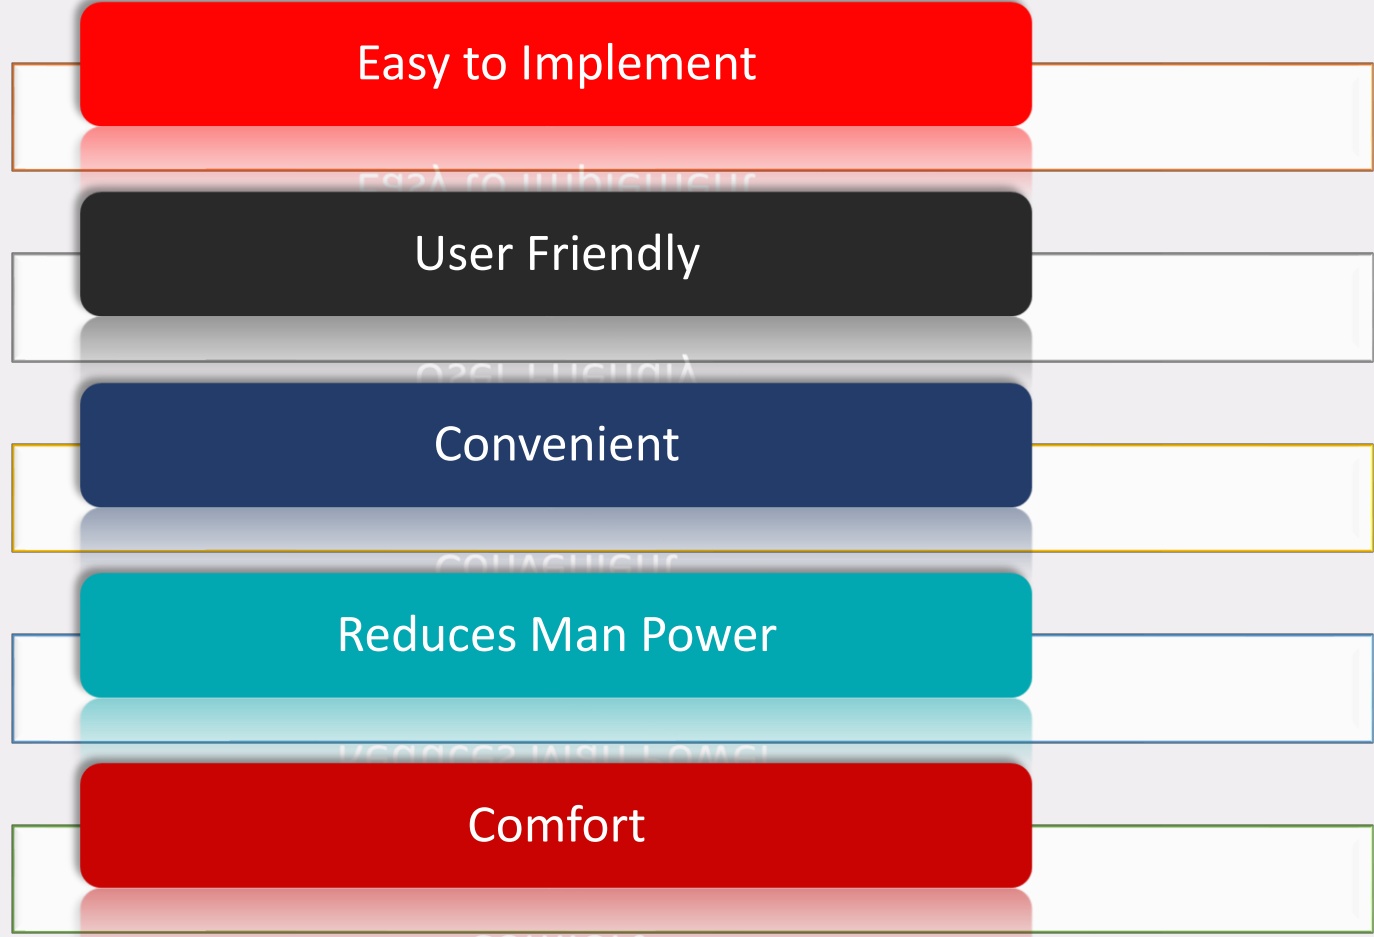 Easy to Implement
User Friendly
Convenient
Reduces Man Power
Comfort